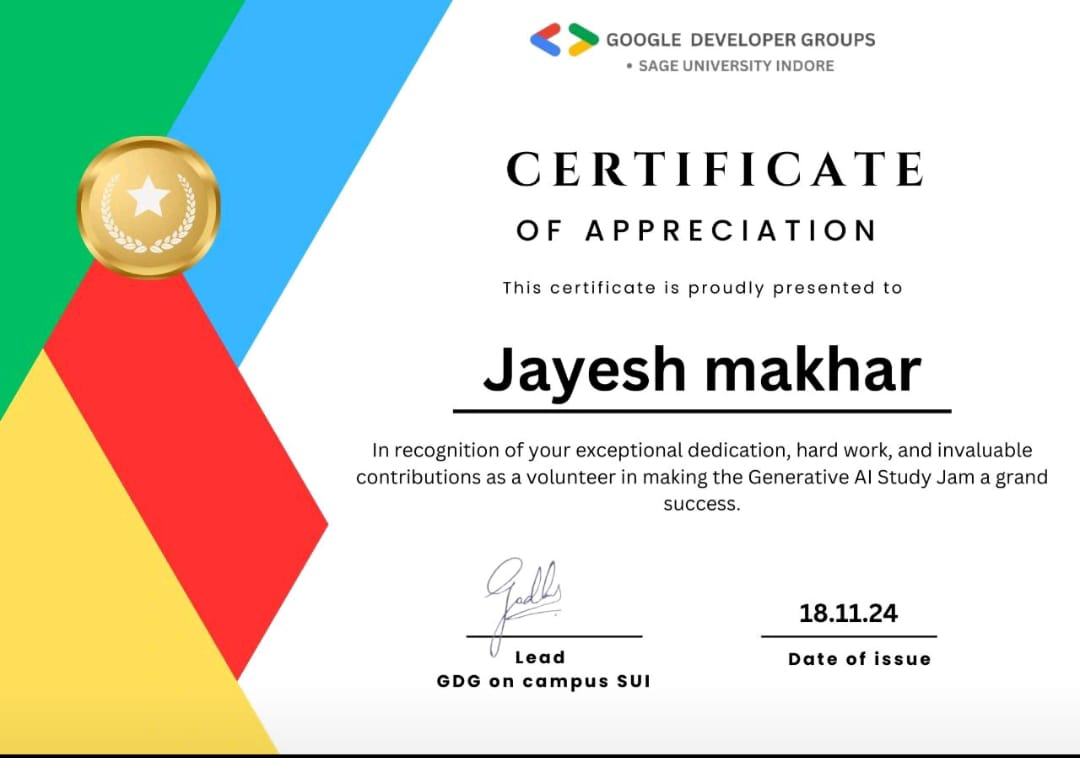 GOOGLE DEVELOPER GROUPS
• SAGE UNIVERSITY INDORE
CERTIFICATE
OF APPRECIATION
This certificate is proudly presented to
Jayesh makhar
In recognition of your exceptional dedication, hard work, and invaluable
contributions as a volunteer in making the Generative AI Study Jam a grand
success.
18.11.24
Lead
Date of issue
GDG on campus SUI